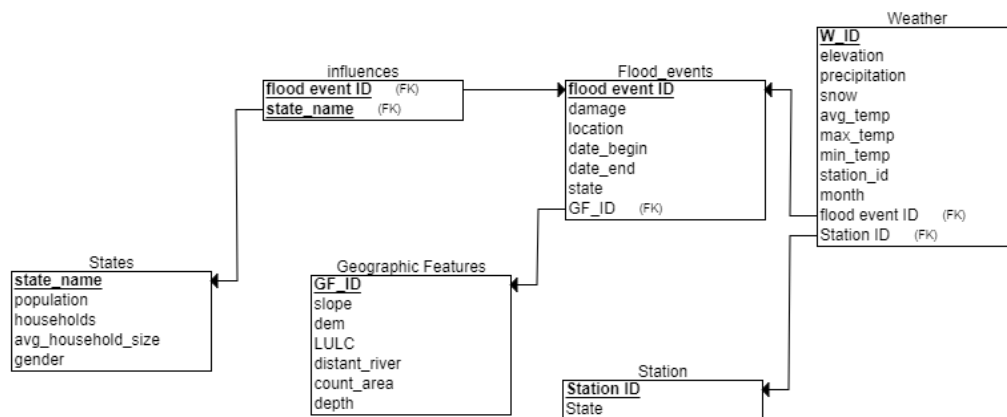 Weather
W_ID
elevation
precipitation
snow
avg_temp
max_temp
min_temp
station_id
month
flood event ID (FK)
Station ID (FK)
influences
flood event ID (FK)
state_name (FK)
Flood_events
flood event ID
damage
location
date_begin
date_end
state
GF_ID (FK)
States
state_name
population
households
avg_household_size
gender
Geographic Features
GF_ID
slope
dem
LULC
distant_river
count_area
depth
Station
Station ID
State